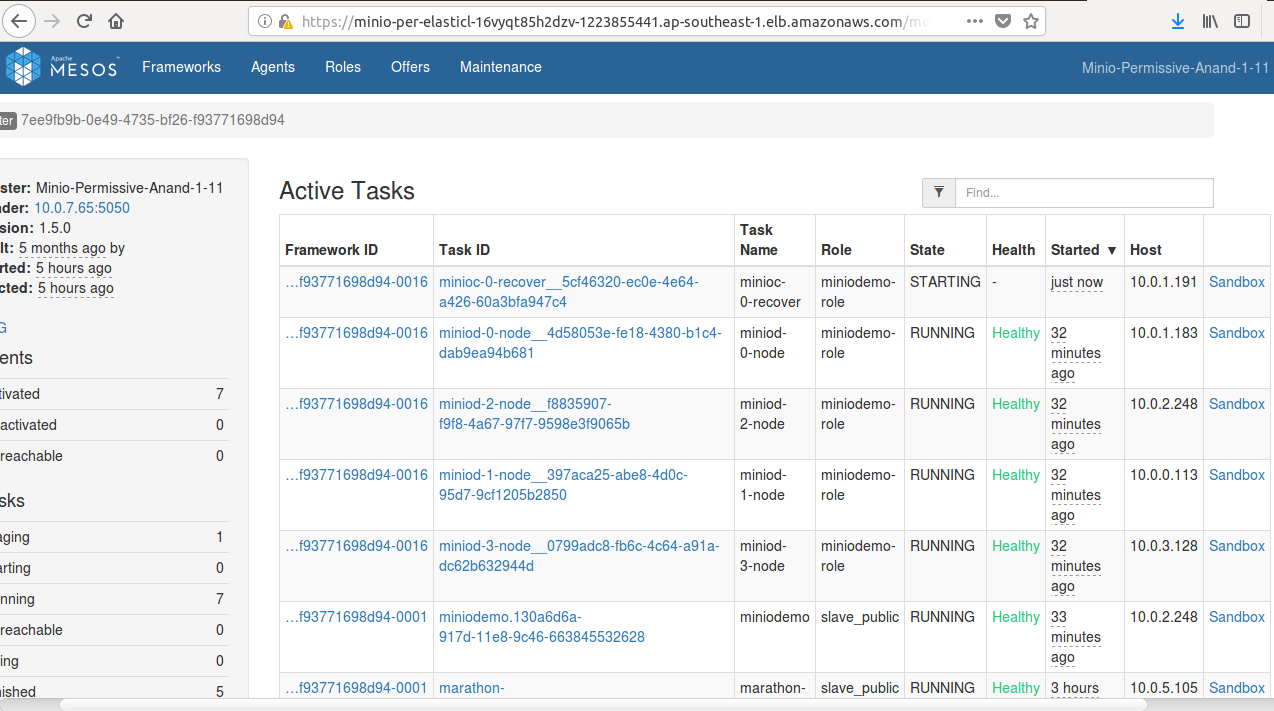 https://minio-per-elasticl-16vyqt85h2dzv-1223855441.ap-southeast-1.elb.amazonaws.com/me
Apache MESOS Frameworks Agents Roles Offers Maintenance Minio-Permissive-Anand-1-11
ter 7ee9fb9b-0e49-4735-bf26-f93771698d94
ster: Minio-Permissive-Anand-1-11
der: 10.0.7.65:5050
sion: 1.5.0
lt: 5 months ago by
rted: 5 hours ago
cted: 5 hours ago
G
ents
ivated 7
activated 0
reachable 0
sks
aging 1
arting 0
nning 7
reachable 0
ing 0
nished 5
Active Tasks
Find...
Framework ID Task ID Task Name Role State Health Started ▼ Host
…f93771698d94-0016 minioc-0-recover__5cf46320-ec0e-4e64- minioc- miniodemo- STARTING - just now 10.0.1.191 Sandbox
a426-60a3bfa947c4 0-recover role
…f93771698d94-0016 miniod-0-node__4d58053e-fe18-4380-b1c4- miniod- miniodemo- RUNNING Healthy 32 10.0.1.183 Sandbox
dab9ea94b681 0-node role minutes
ago
…f93771698d94-0016 miniod-2-node__f8835907- miniod- miniodemo- RUNNING Healthy 32 10.0.2.248 Sandbox
f9f8-4a67-97f7-9598e3f9065b 2-node role minutes
ago
…f93771698d94-0016 miniod-1-node__397aca25-abe8-4d0c- miniod- miniodemo- RUNNING Healthy 32 10.0.0.113 Sandbox
95d7-9cf1205b2850 1-node role minutes
ago
…f93771698d94-0016 miniod-3-node__0799adc8-fb6c-4c64-a91a- miniod- miniodemo- RUNNING Healthy 32 10.0.3.128 Sandbox
dc62b632944d 3-node role minutes
ago
…f93771698d94-0001 miniodemo.130a6d6a- miniodemo slave_public RUNNING Healthy 33 10.0.2.248 Sandbox
917d-11e8-9c46-663845532628 minutes
ago
…f93771698d94-0001 marathon- marathon- slave_public RUNNING Healthy 3 hours 10.0.5.105 Sandbox